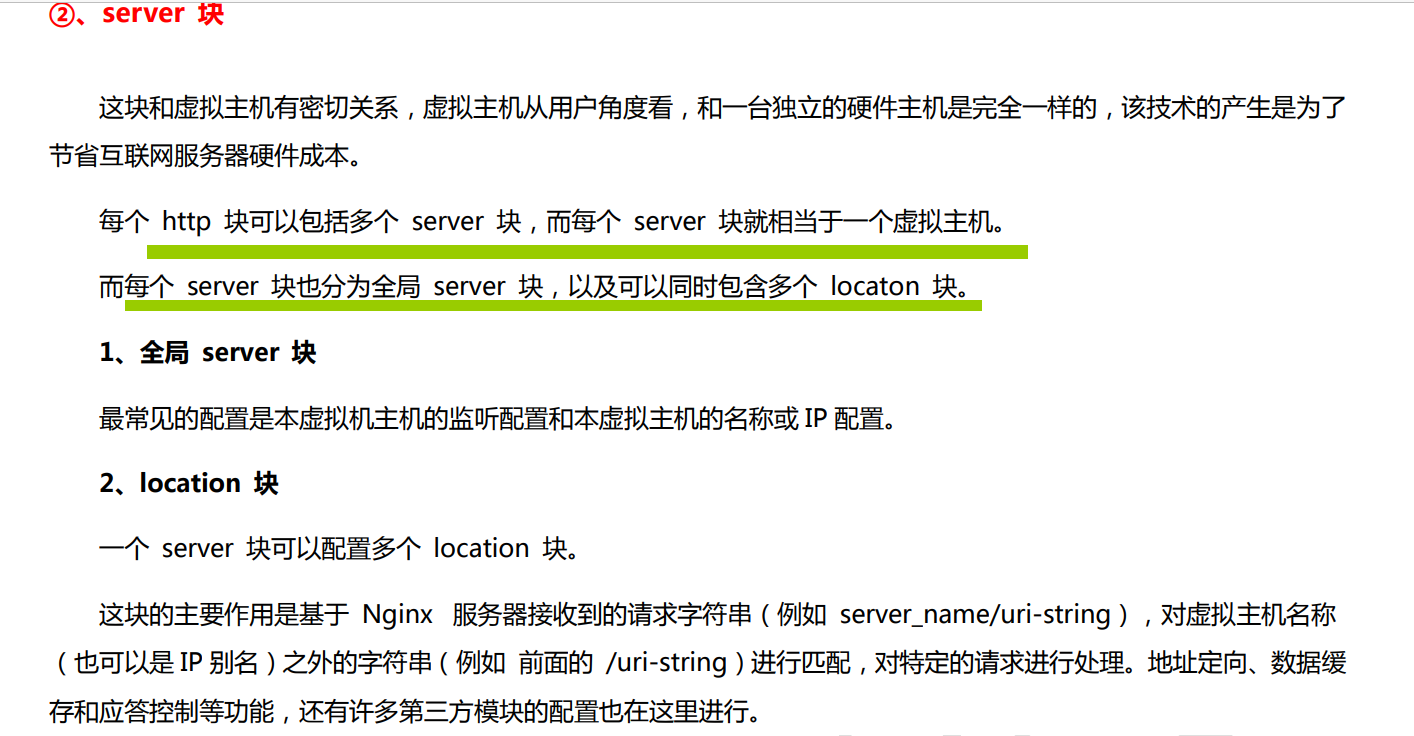 ②、server 块
这块和虚拟主机有密切关系，虚拟主机从用户角度看，和一台独立的硬件主机是完全一样的，该技术的产生是为了
节省互联网服务器硬件成本。
每个 http 块可以包括多个 server 块，而每个 server 块就相当于一个虚拟主机。
而每个 server 块也分为全局 server 块，以及可以同时包含多个 locaton 块。
1、全局 server 块
最常见的配置是本虚拟机主机的监听配置和本虚拟主机的名称或 IP 配置。
2、location 块
一个 server 块可以配置多个 location 块。
这块的主要作用是基于 Nginx 服务器接收到的请求字符串（例如 server_name/uri-string），对虚拟主机名称
（也可以是 IP 别名）之外的字符串（例如 前面的 /uri-string）进行匹配，对特定的请求进行处理。地址定向、数据缓
存和应答控制等功能，还有许多第三方模块的配置也在这里进行。